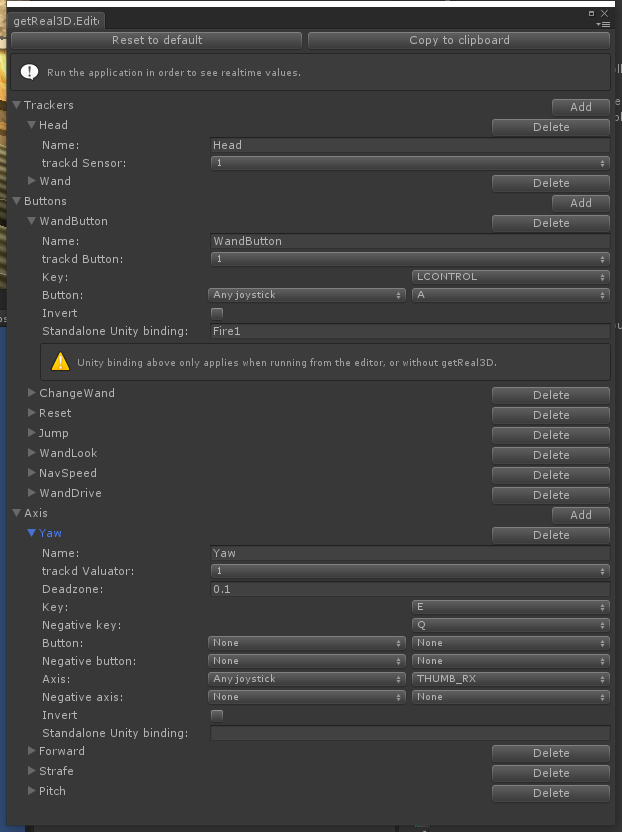 getReal3D.Edito
Reset to default Copy to clipboard
Run the application in order to see realtime values.
Trackers Add
Head Delete
Name: Head
trackd Sensor: 1
Wand Delete
Buttons Add
WandButton Delete
Name: WandButton
trackd Button: 1
Key: LCONTROL
Button: Any joystick A
Invert
Standalone Unity binding: Fire1
Unity binding above only applies when running from the editor, or without getReal3D.
ChangeWand Delete
Reset Delete
Jump Delete
WandLook Delete
NavSpeed Delete
WandDrive Delete
Axis Add
Yaw Delete
Name: Yaw
trackd Valuator: 1
Deadzone: 0.1
Key: E
Negative key: Q
Button: None None
Negative button: None None
Axis: Any joystick THUMB_RX
Negative axis: None None
Invert
Standalone Unity binding:
Forward Delete
Strafe Delete
Pitch Delete